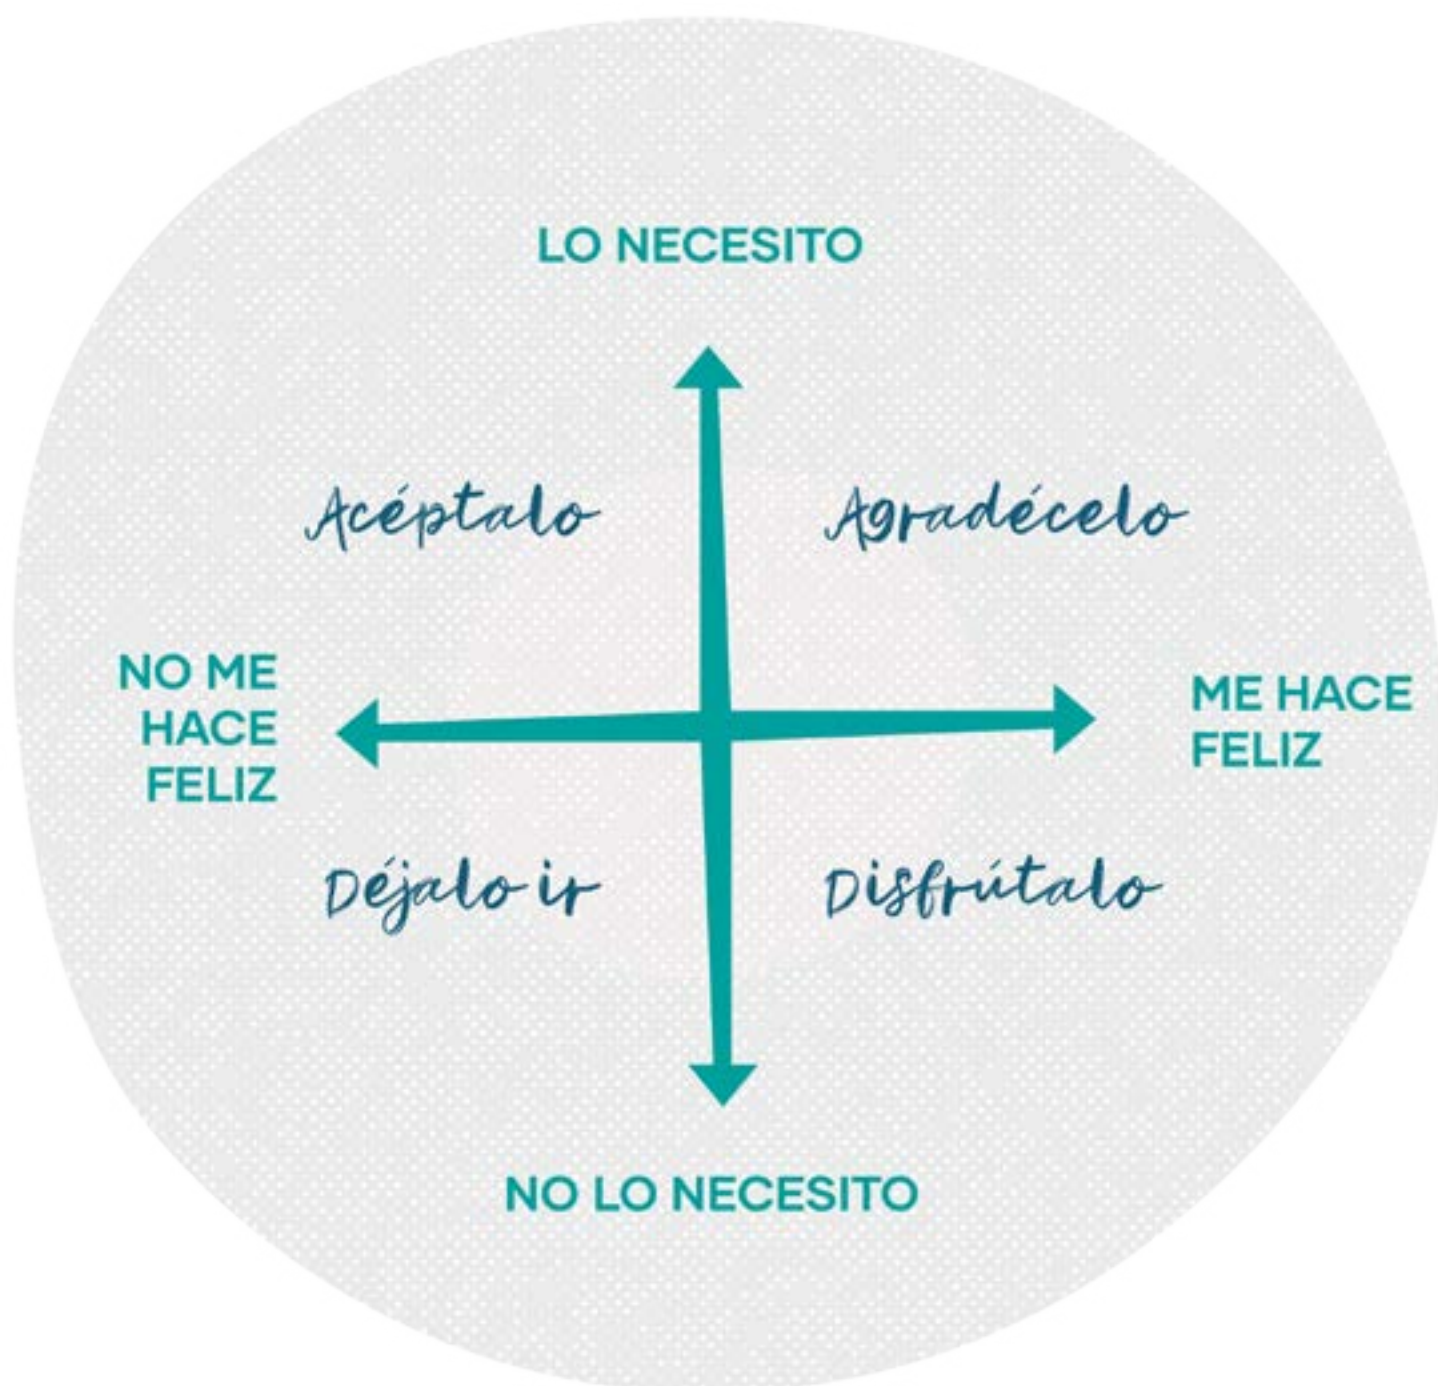 LO NECESITO
Acéptalo
Agradécelo
NO ME
HACE
FELIZ
ME HACE
FELIZ
Déjalo ir
Disfrútalo
NO LO NECESITO